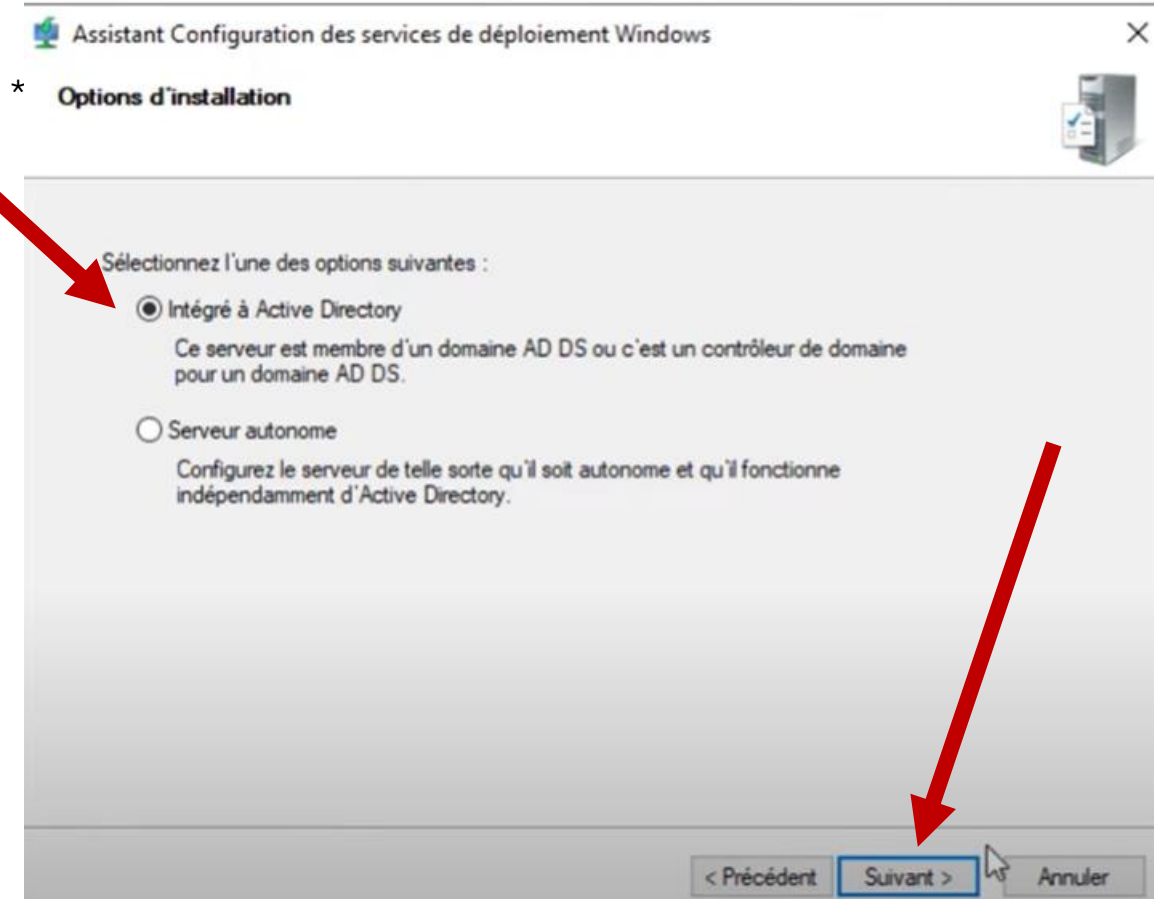 Assistant Configuration des services de déploiement Windows
*
Options d'installation
Sélectionnez l'une des options suivantes :
Intégré à Active Directory
Ce serveur est membre d'un domaine AD DS ou c'est un contrôleur de domaine
pour un domaine AD DS.
Serveur autonome
Configurez le serveur de telle sorte qu'il soit autonome et qu'il fonctionne
indépendamment d'Active Directory.
< Précédent Suivant > Annuler